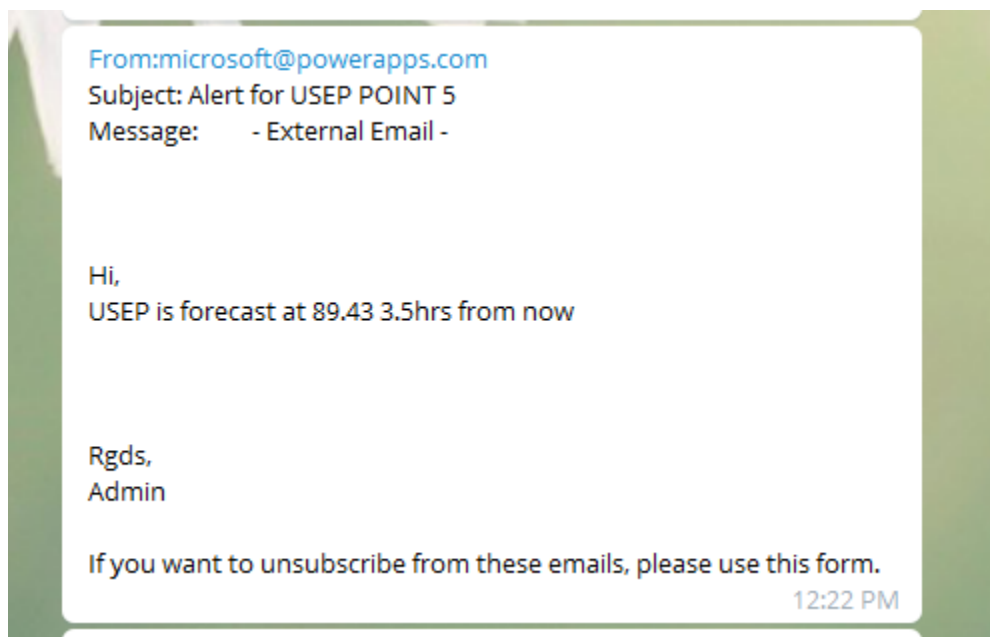 From:microsoft@powerapps.com
Subject: Alert for USEP POINT 5
Message: - External Email -
Hi,
USEP is forecast at 89.43 3.5hrs from now
Rgds,
Admin
If you want to unsubscribe from these emails, please use this form.
12:22 PM